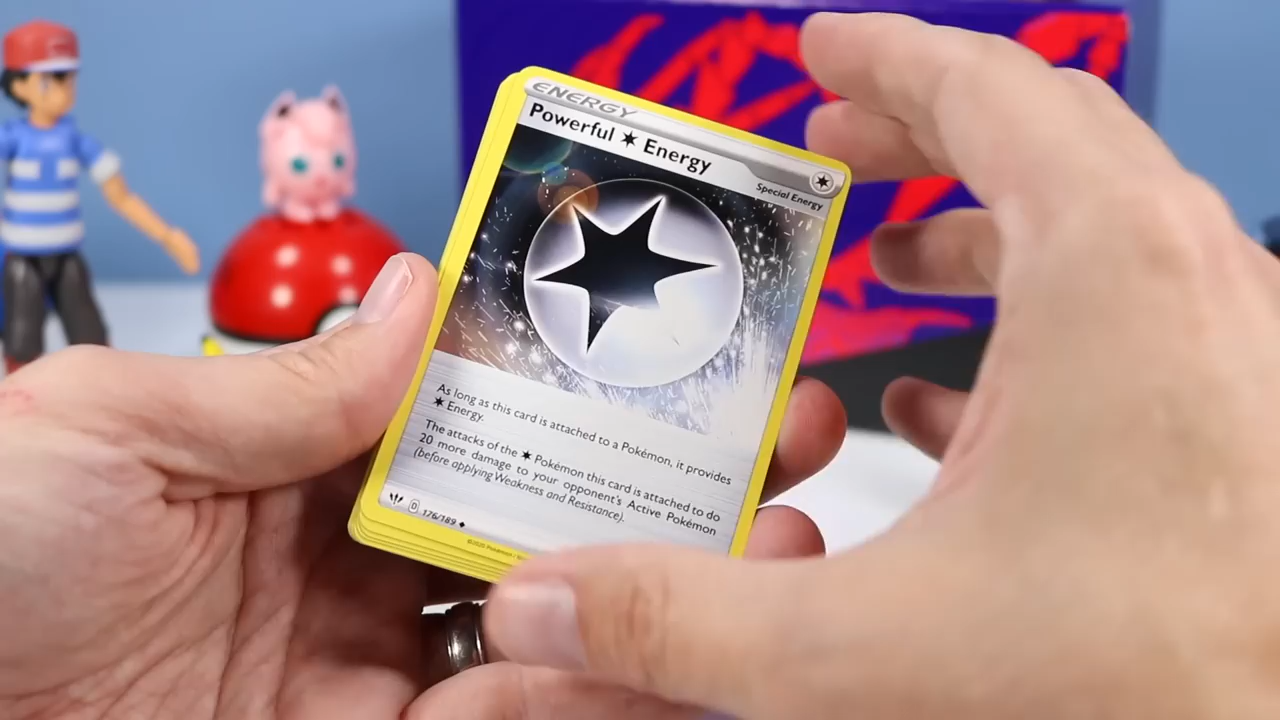 ENERGY
Powerful ✶ Energy
Special Energy
As long as this card is attached to a Pokémon, it provides
✶ Energy.
The attacks of the ✶ Pokémon this card is attached to do
20 more damage to your opponent's Active Pokémon
(before applying Weakness and Resistance).
D 176/189 ◆
©2020 Pokémon /